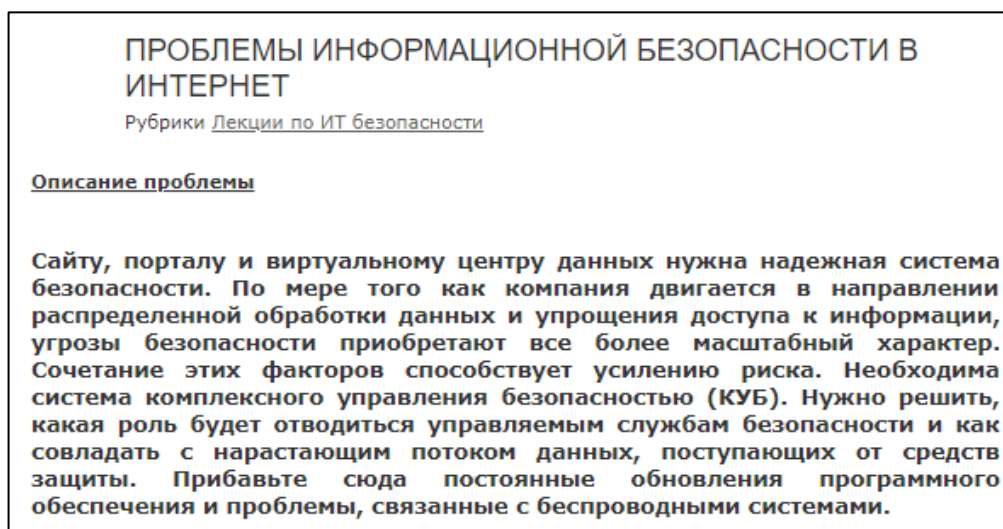 ПРОБЛЕМЫ ИНФОРМАЦИОННОЙ БЕЗОПАСНОСТИ В
ИНТЕРНЕТ
Рубрики Лекции по ИТ безопасности
Описание проблемы
Сайту, порталу и виртуальному центру данных нужна надежная система
безопасности. По мере того как компания двигается в направлении
распределенной обработки данных и упрощения доступа к информации,
угрозы безопасности приобретают все более масштабный характер.
Сочетание этих факторов способствует усилению риска. Необходима
система комплексного управления безопасностью (КУБ). Нужно решить,
какая роль будет отводиться управляемым службам безопасности и как
совладать с нарастающим потоком данных, поступающих от средств
защиты. Прибавьте сюда постоянные обновления программного
обеспечения и проблемы, связанные с беспроводными системами.